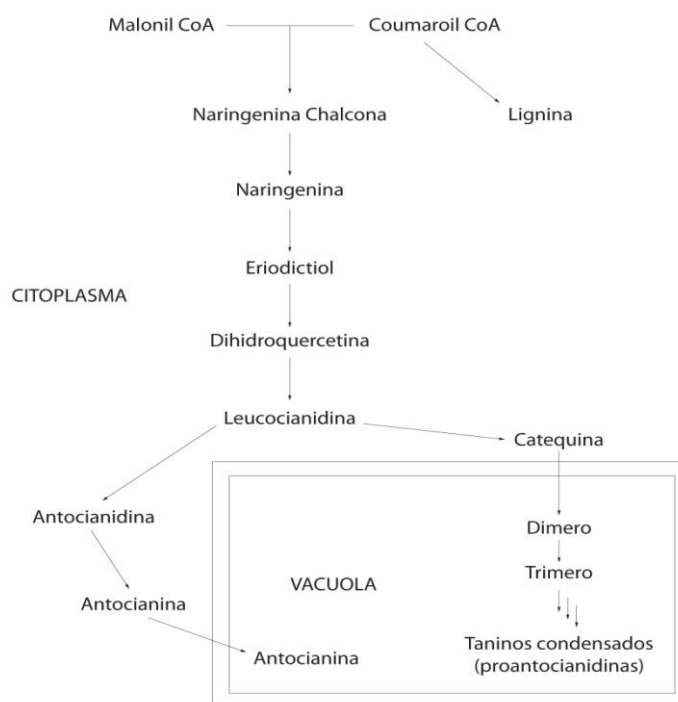 Malonil CoA
Coumaroil CoA
Naringenina Chalcona
Lignina
Naringenina
Eriodictiol
CITOPLASMA
Dihidroquercetina
Leucocianidina
Catequina
Antocianidina
Dimero
Trimero
VACUOLA
Antocianina
Antocianina
Taninos condensados
(proantocianidinas)